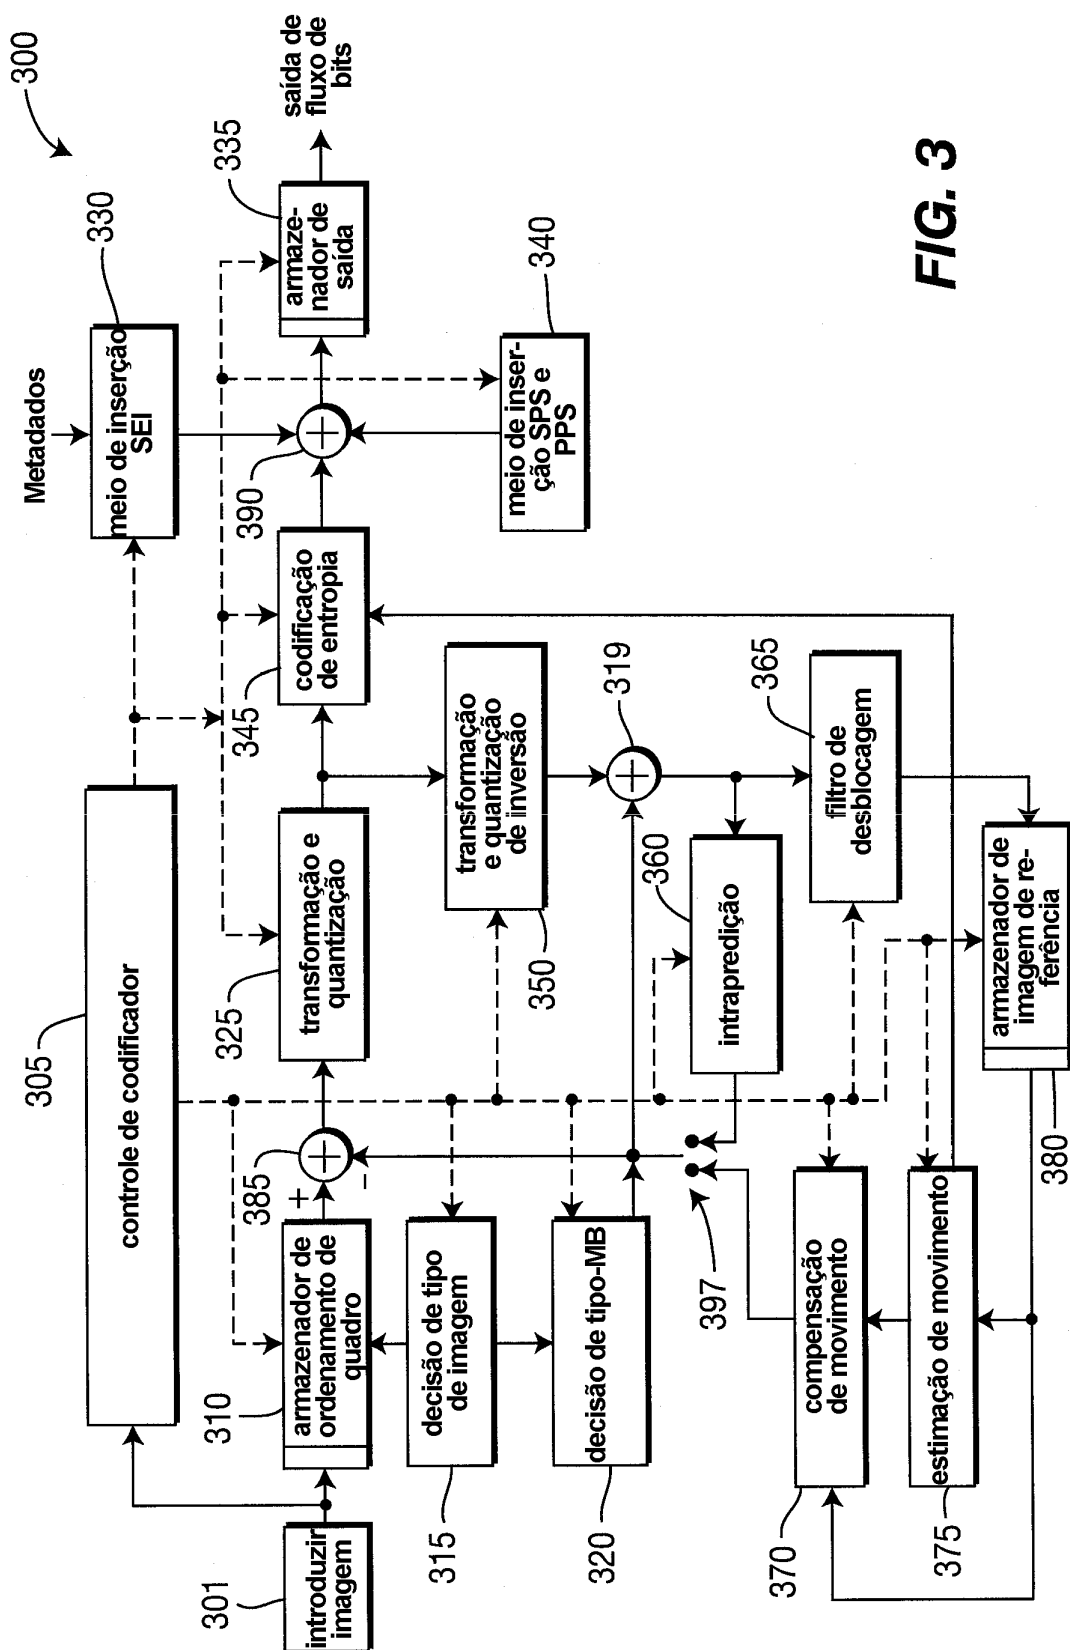 300
Metadados
330
meio de inserção
SEI
305
controle de codificador
saída de
fluxo de
bits
335
armaze-
nador de
saída
390
+
345
codificação
de entropia
325
transformação e
quantização
385
+
+
−
310
armazenador de
ordenamento de
quadro
301
introduzir
imagem
340
meio de inser-
ção SPS e
PPS
transformação
e quantização
de inversão
350
315
decisão de tipo
de imagem
319
+
320
decisão de tipo-MB
360
intrapredição
397
365
filtro de
desblocagem
370
compensação
de movimento
375
estimação de movimento
armazenador de
imagem de re-
ferência
380
FIG. 3